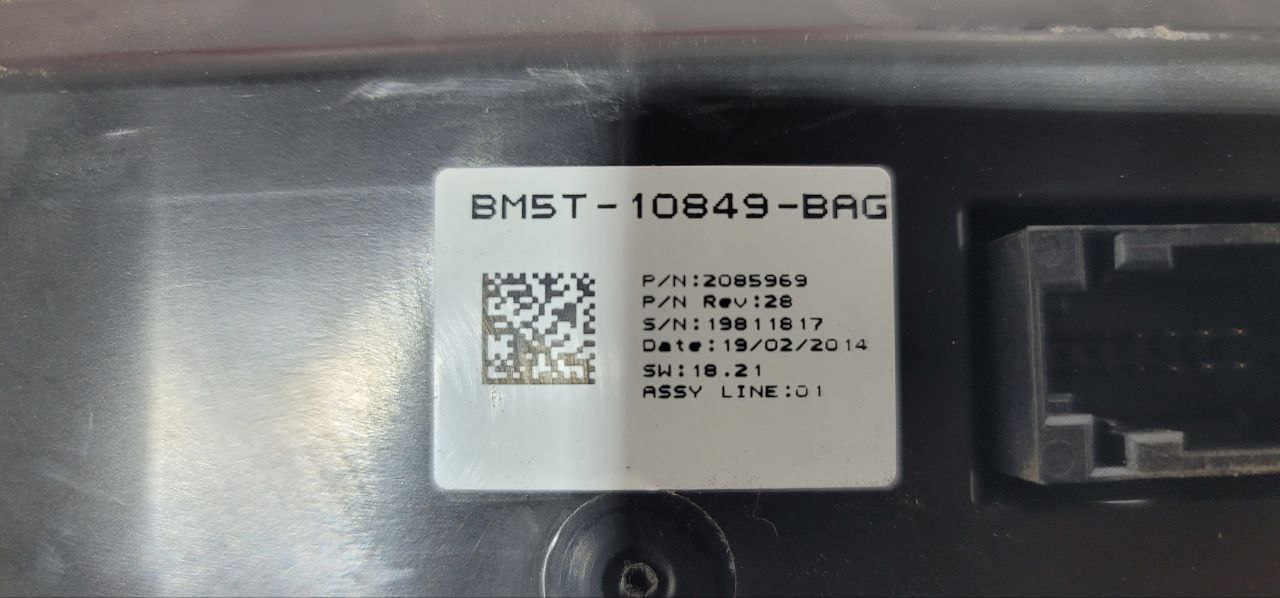 BM5T-10849-BAG
P/N:2085969
P/N Rev:28
S/N:19811817
Date:19/02/2014
SW:18.21
ASSY LINE:01